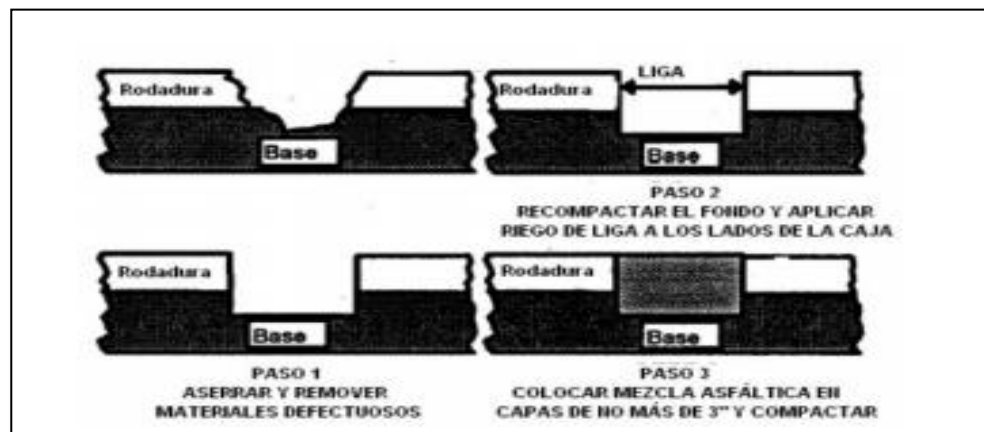 Rodadura
Base
LIGA
Rodadura
Base
PASO 2
RECOMPACTAR EL FONDO Y APLICAR
RIEGO DE LIGA A LOS LADOS DE LA CAJA
Rodadura
Base
PASO 1
ASERRAR Y REMOVER
MATERIALES DEFECTUOSOS
Rodadura
Base
PASO 3
COLOCAR MEZCLA ASFÁLTICA EN
CAPAS DE NO MÁS DE 3" Y COMPACTAR